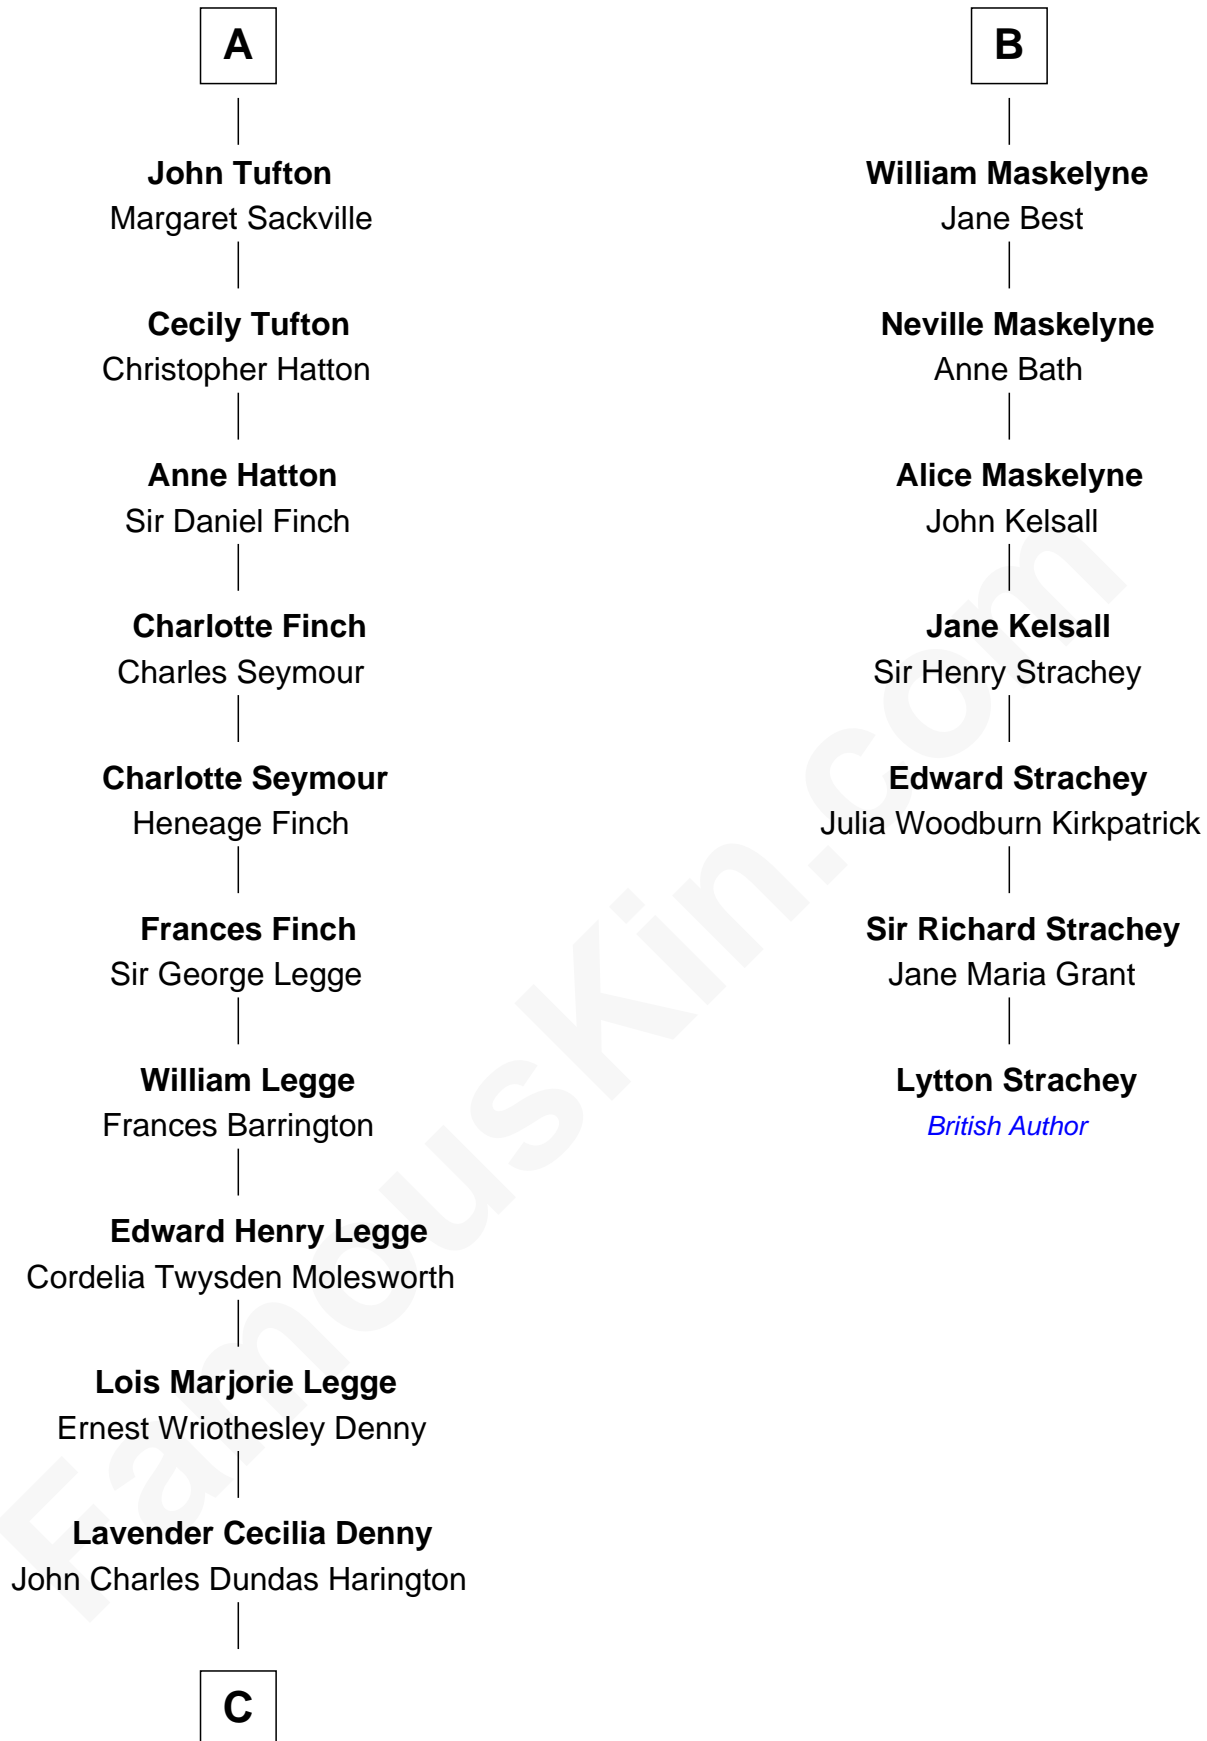 A
John Tufton
Margaret Sackville
Cecily Tufton
Christopher Hatton
Anne Hatton
Sir Daniel Finch
Charlotte Finch
Charles Seymour
Charlotte Seymour
Heneage Finch
Frances Finch
Sir George Legge
William Legge
Frances Barrington
Edward Henry Legge
Cordelia Twysden Molesworth
Lois Marjorie Legge
Ernest Wriothesley Denny
Lavender Cecilia Denny
John Charles Dundas Harington
C
B
William Maskelyne
Jane Best
Neville Maskelyne
Anne Bath
Alice Maskelyne
John Kelsall
Jane Kelsall
Sir Henry Strachey
Edward Strachey
Julia Woodburn Kirkpatrick
Sir Richard Strachey
Jane Maria Grant
Lytton Strachey
British Author
FamousKin.com